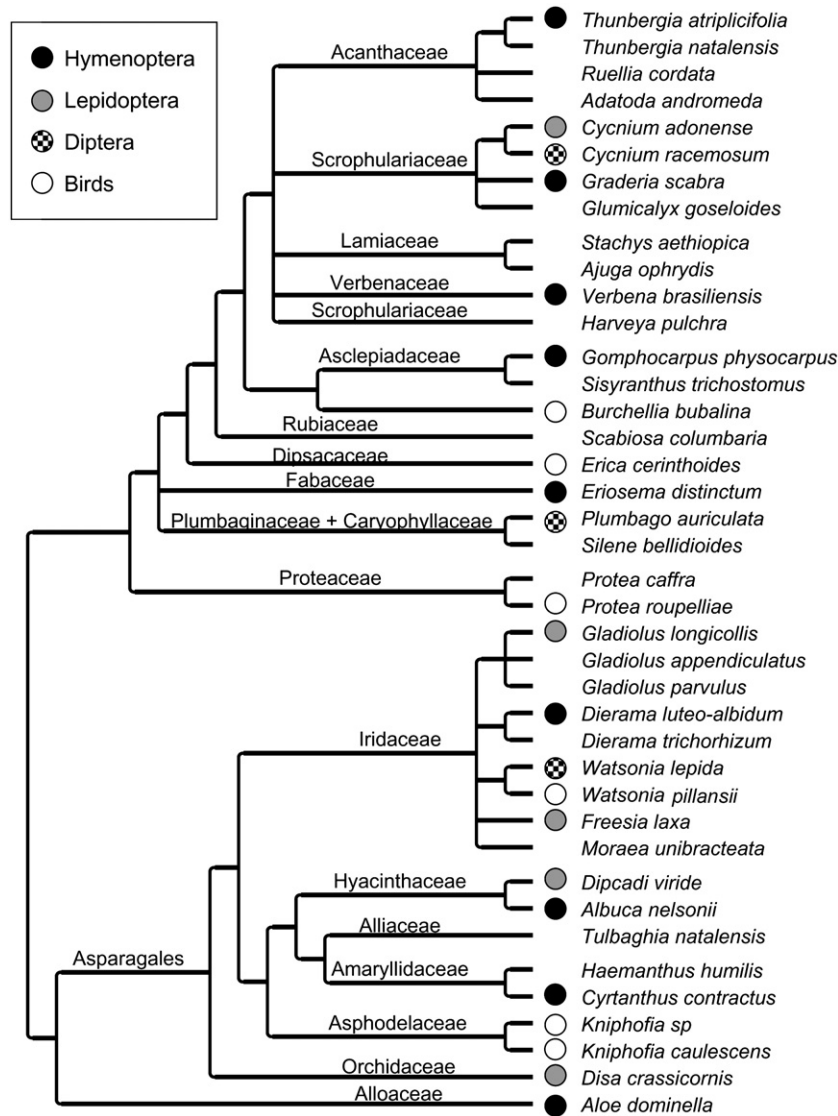 Hymenoptera
Lepidoptera
Diptera
Birds
Acanthaceae
Thunbergia atriplicifolia
Thunbergia natalensis
Ruellia cordata
Adatoda andromeda
Scrophulariaceae
Cycnium adonense
Cycnium racemosum
Graderia scabra
Glumicalyx goseloides
Lamiaceae
Stachys aethiopica
Ajuga ophrydis
Verbenaceae
Verbena brasiliensis
Scrophulariaceae
Harveya pulchra
Asclepiadaceae
Gomphocarpus physocarpus
Sisyranthus trichostomus
Burchellia bubalina
Rubiaceae
Scabiosa columbaria
Dipsacaceae
Erica cerinthoides
Fabaceae
Eriosema distinctum
Plumbaginaceae + Caryophyllaceae
Plumbago auriculata
Silene bellidioides
Proteaceae
Protea caffra
Protea roupelliae
Iridaceae
Gladiolus longicollis
Gladiolus appendiculatus
Gladiolus parvulus
Dierama luteo-albidum
Dierama trichorhizum
Watsonia lepida
Watsonia pillansii
Freesia laxa
Moraea unibracteata
Asparagales
Hyacinthaceae
Dipcadi viride
Albuca nelsonii
Alliaceae
Tulbaghia natalensis
Amaryllidaceae
Haemanthus humilis
Cyrtanthus contractus
Asphodelaceae
Kniphofia sp
Kniphofia caulescens
Orchidaceae
Disa crassicornis
Alloaceae
Aloe dominella